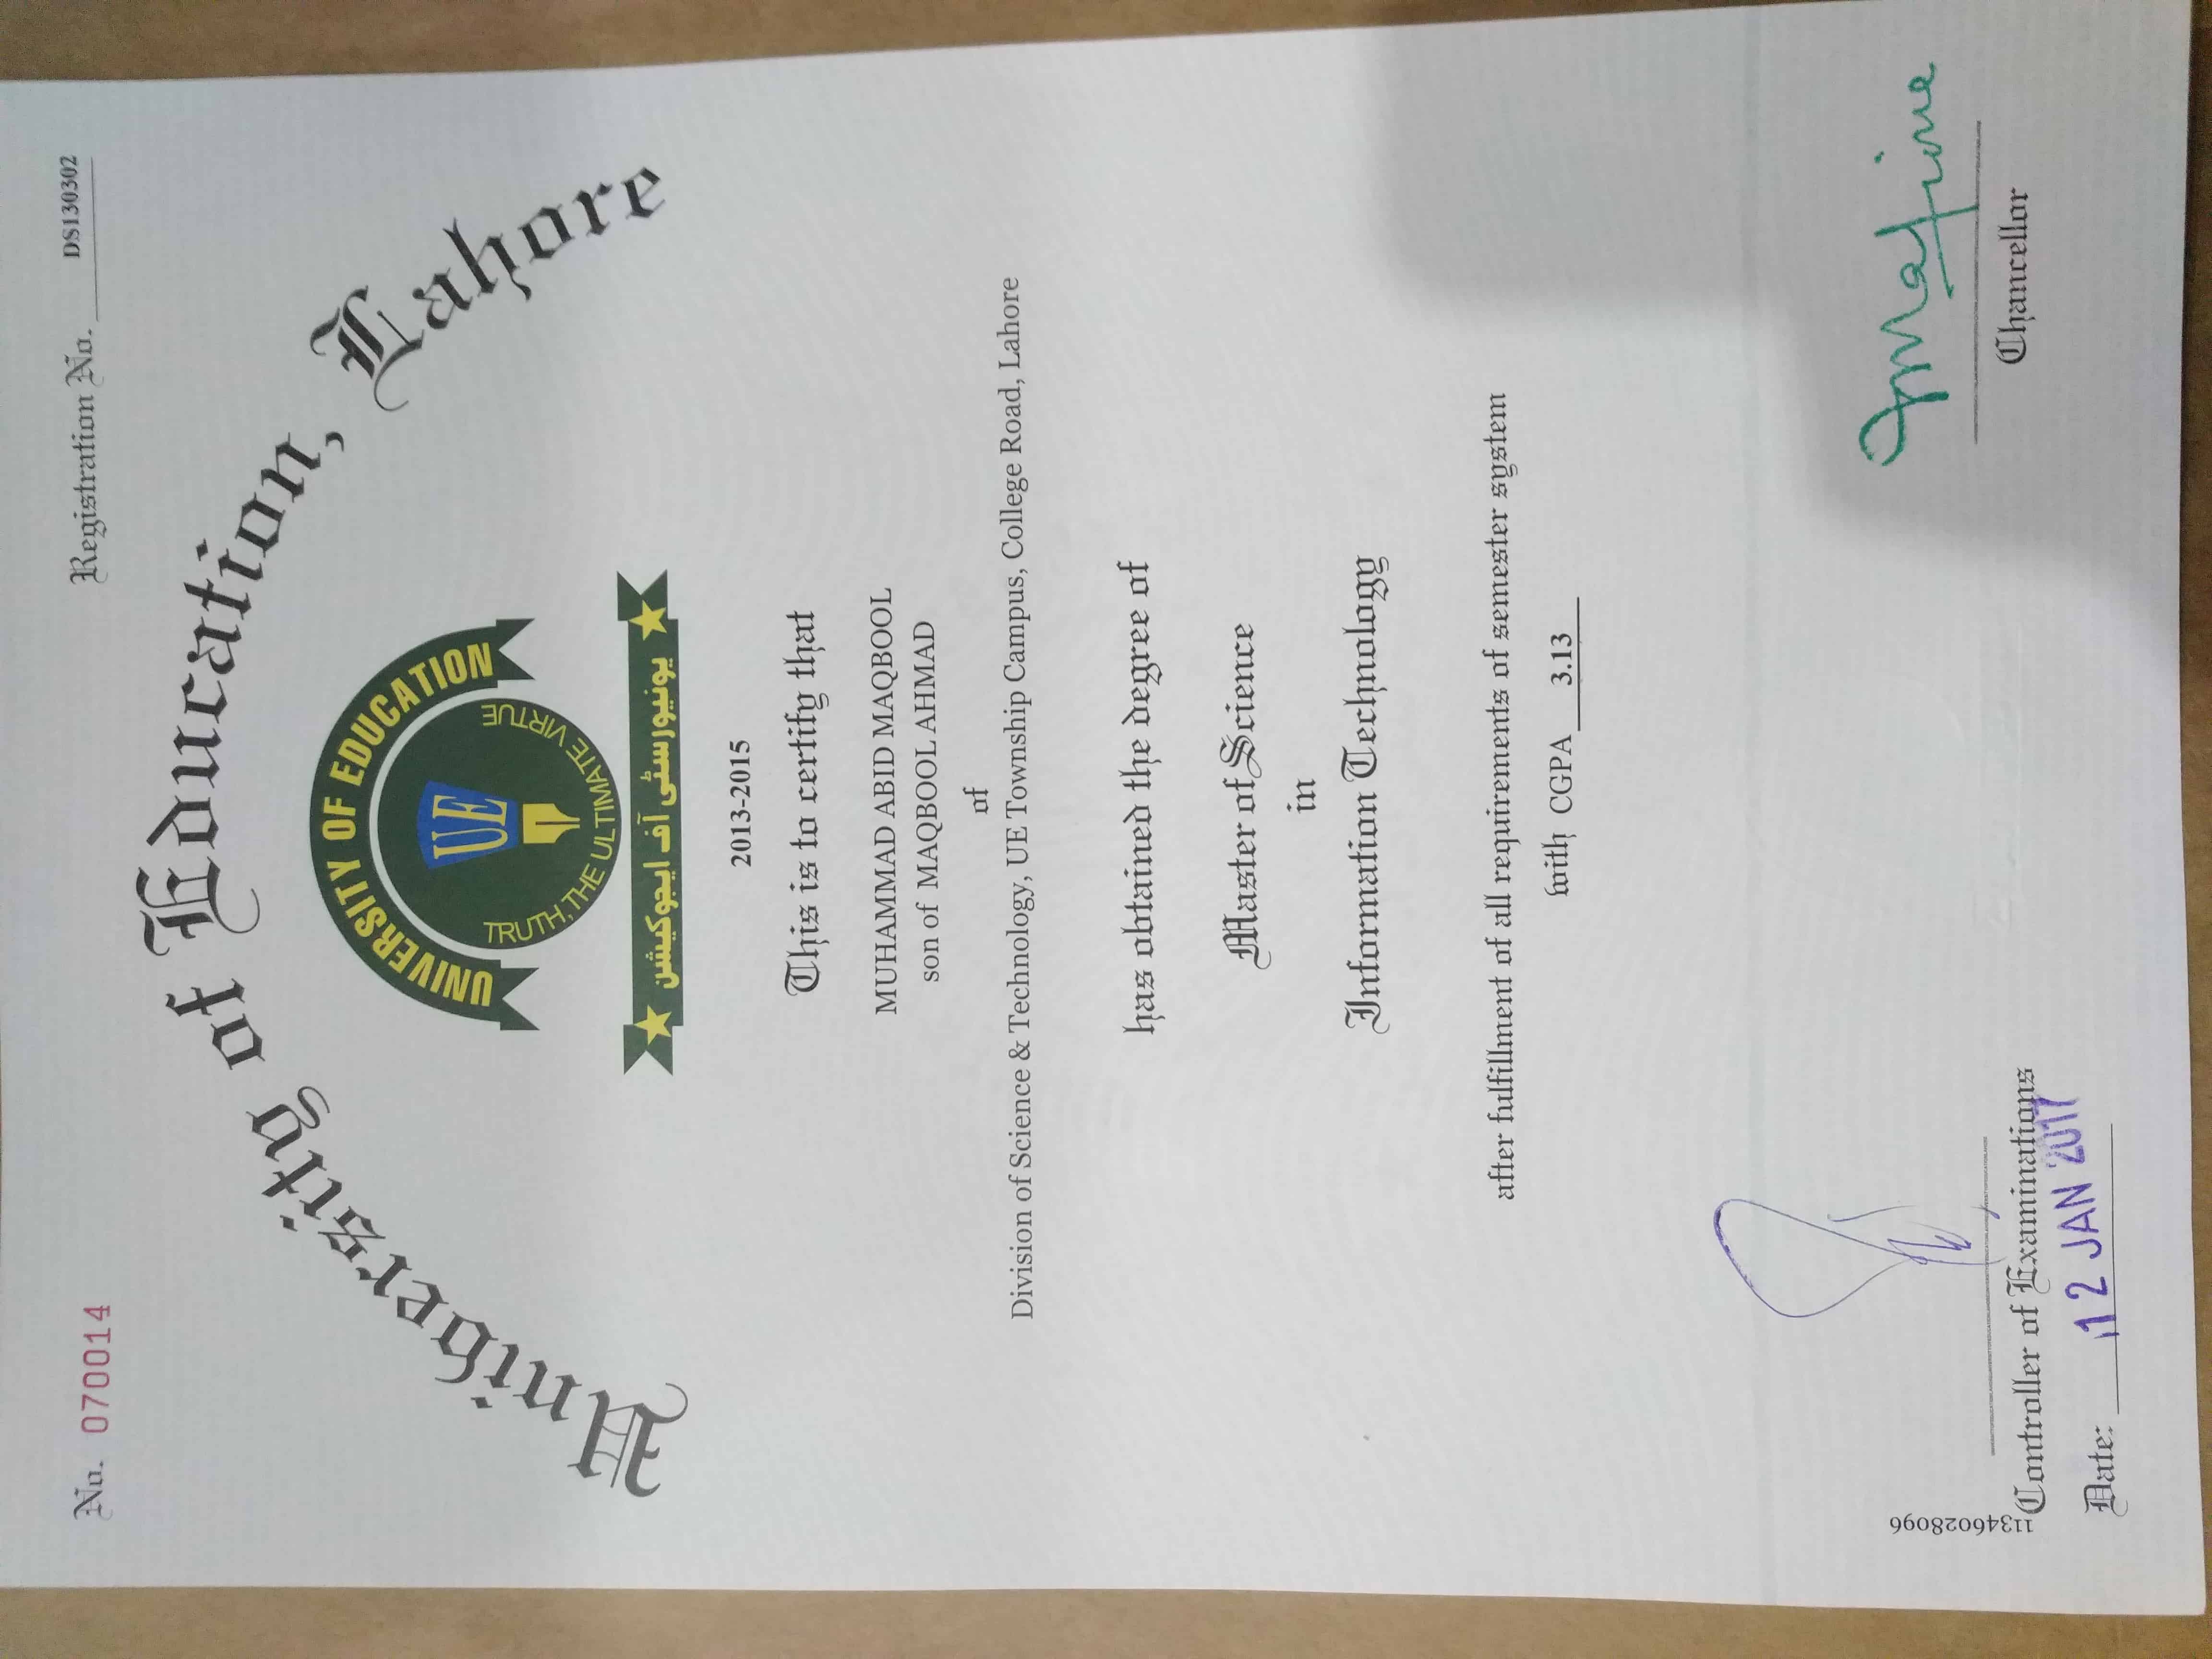 No. 070014
Registration No. DS130302
University of Education, Lahore
UNIVERSITY OF EDUCATION
UE
TRUTH, THE ULTIMATE VIRTUE
یونیورسٹی آف ایجوکیشن
2013-2015
This is to certify that
MUHAMMAD ABID MAQBOOL
son of MAQBOOL AHMAD
of
Division of Science & Technology, UE Township Campus, College Road, Lahore
has obtained the degree of
Master of Science
in
Information Technology
after fulfillment of all requirements of semester system
with CGPA 3.13
11346028096
Controller of Examinations
Chancellor
Date: 12 JAN 2017